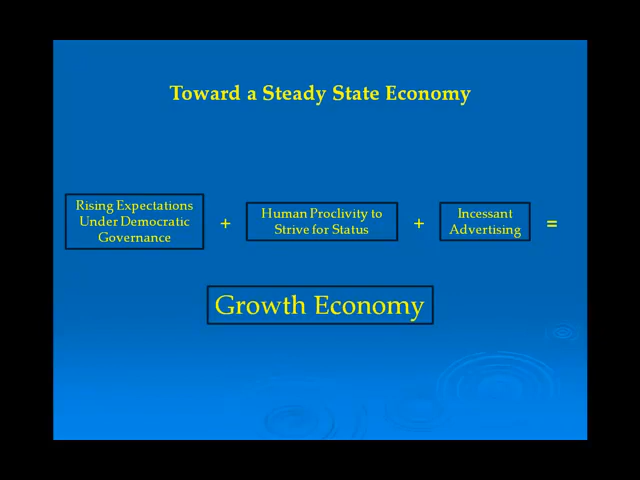 Toward a Steady State Economy
Rising Expectations
Under Democratic
Governance
+
Human Proclivity to
Strive for Status
+
Incessant
Advertising
=
Growth Economy